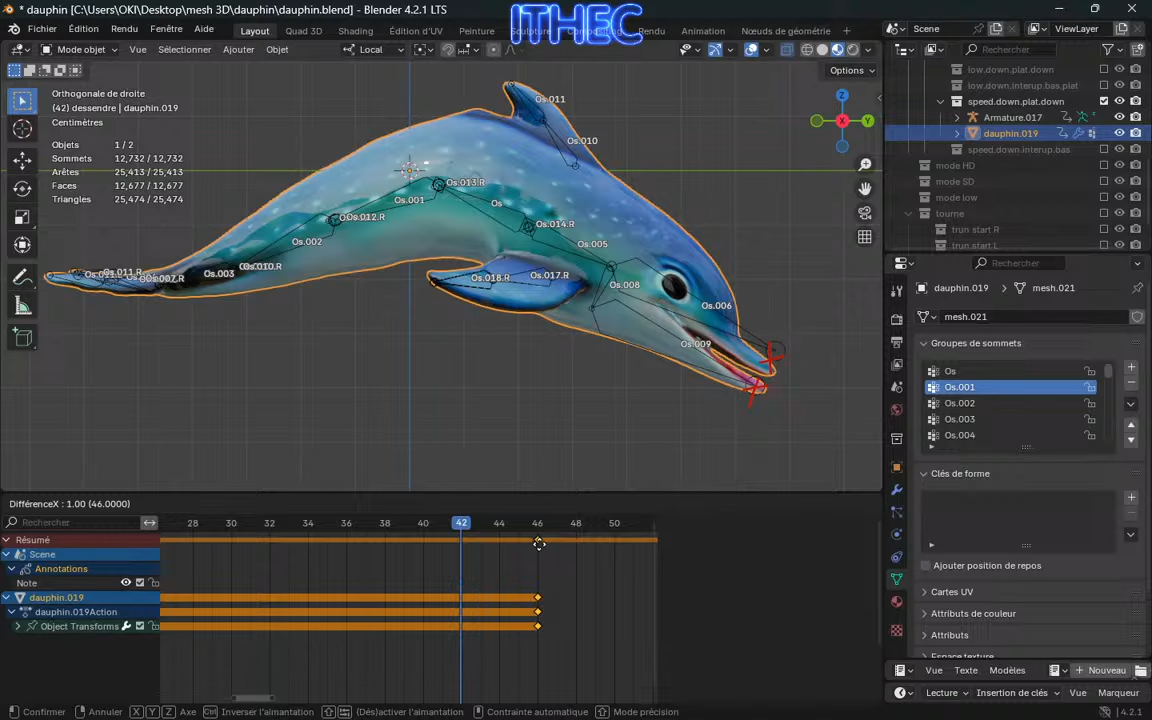 * dauphin [C:\Users\OKI\Desktop\mesh 3D\dauphin\dauphin.blend] - Blender 4.2.1 LTS
ITHEC
Fichier Édition Rendu Fenêtre Aide Layout Quad 3D Shading Édition d'UV Rendu Animation Nœuds de géométrie + Scene ViewLayer
Mode objet Vue Sélectionner Ajouter Objet Local Rechercher
Options
Orthogonale de droite
(42) dessendre | dauphin.019
Centimètres
Objets 1 / 2
Sommets 12,732 / 12,732
Arêtes 25,413 / 25,413
Faces 12,677 / 12,677
Triangles 25,474 / 25,474
Z
X
Y
Os.011
Os.010
Os.013.R
Os.001
Os
Os.012.R
Os.014.R
Os.002
Os.005
Os.003
Os.018.R
Os.017.R
Os.008
Os.006
Os.009
low.down.plat.down
low.down.interup.bas.plat
speed.down.plat.down
Armature.017
dauphin.019
speed.down.interup.bas
mode HD
mode SD
mode low
tourne
trun start R
trun start L
Rechercher
dauphin.019 > mesh.021
mesh.021
Groupes de sommets
Os
Os.001
Os.002
Os.003
Os.004
Clés de forme
Ajouter position de repos
Cartes UV
Attributs de couleur
Attributs
Espace texture
Vue Texte Modèles + Nouveau
Lecture Insertion de clés Vue Marqueur
DifférenceX : 1.00 (46.0000)
Rechercher
28 30 32 34 36 38 40 42 44 46 48 50
Résumé
Scene
Annotations
Note
dauphin.019
dauphin.019Action
Object Transforms
Confirmer Annuler X Y Z Axe Ctrl Inverser l'aimantation (Dés)activer l'aimantation Contrainte automatique Mode précision 4.2.1